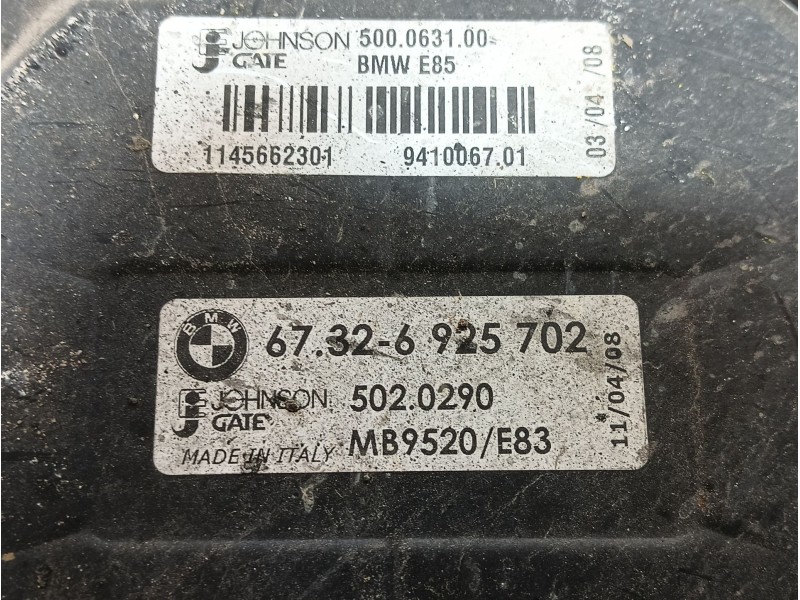 JOHNSON 500.0631.00
GATE BMW E85
1145662301 9410067.01
03/04/08
BMW
67.32-6 925 702
JOHNSON 502.0290
GATE
MADE IN ITALY MB9520/E83
11/04/08